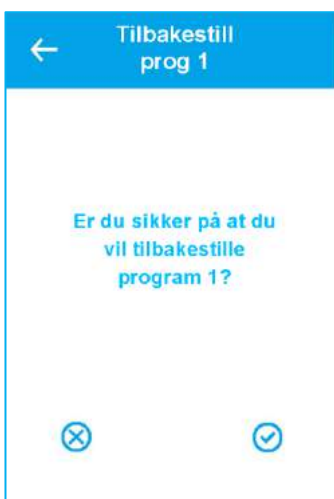 Tilbakestill
prog 1
Er du sikker på at du
vil tilbakestille
program 1?